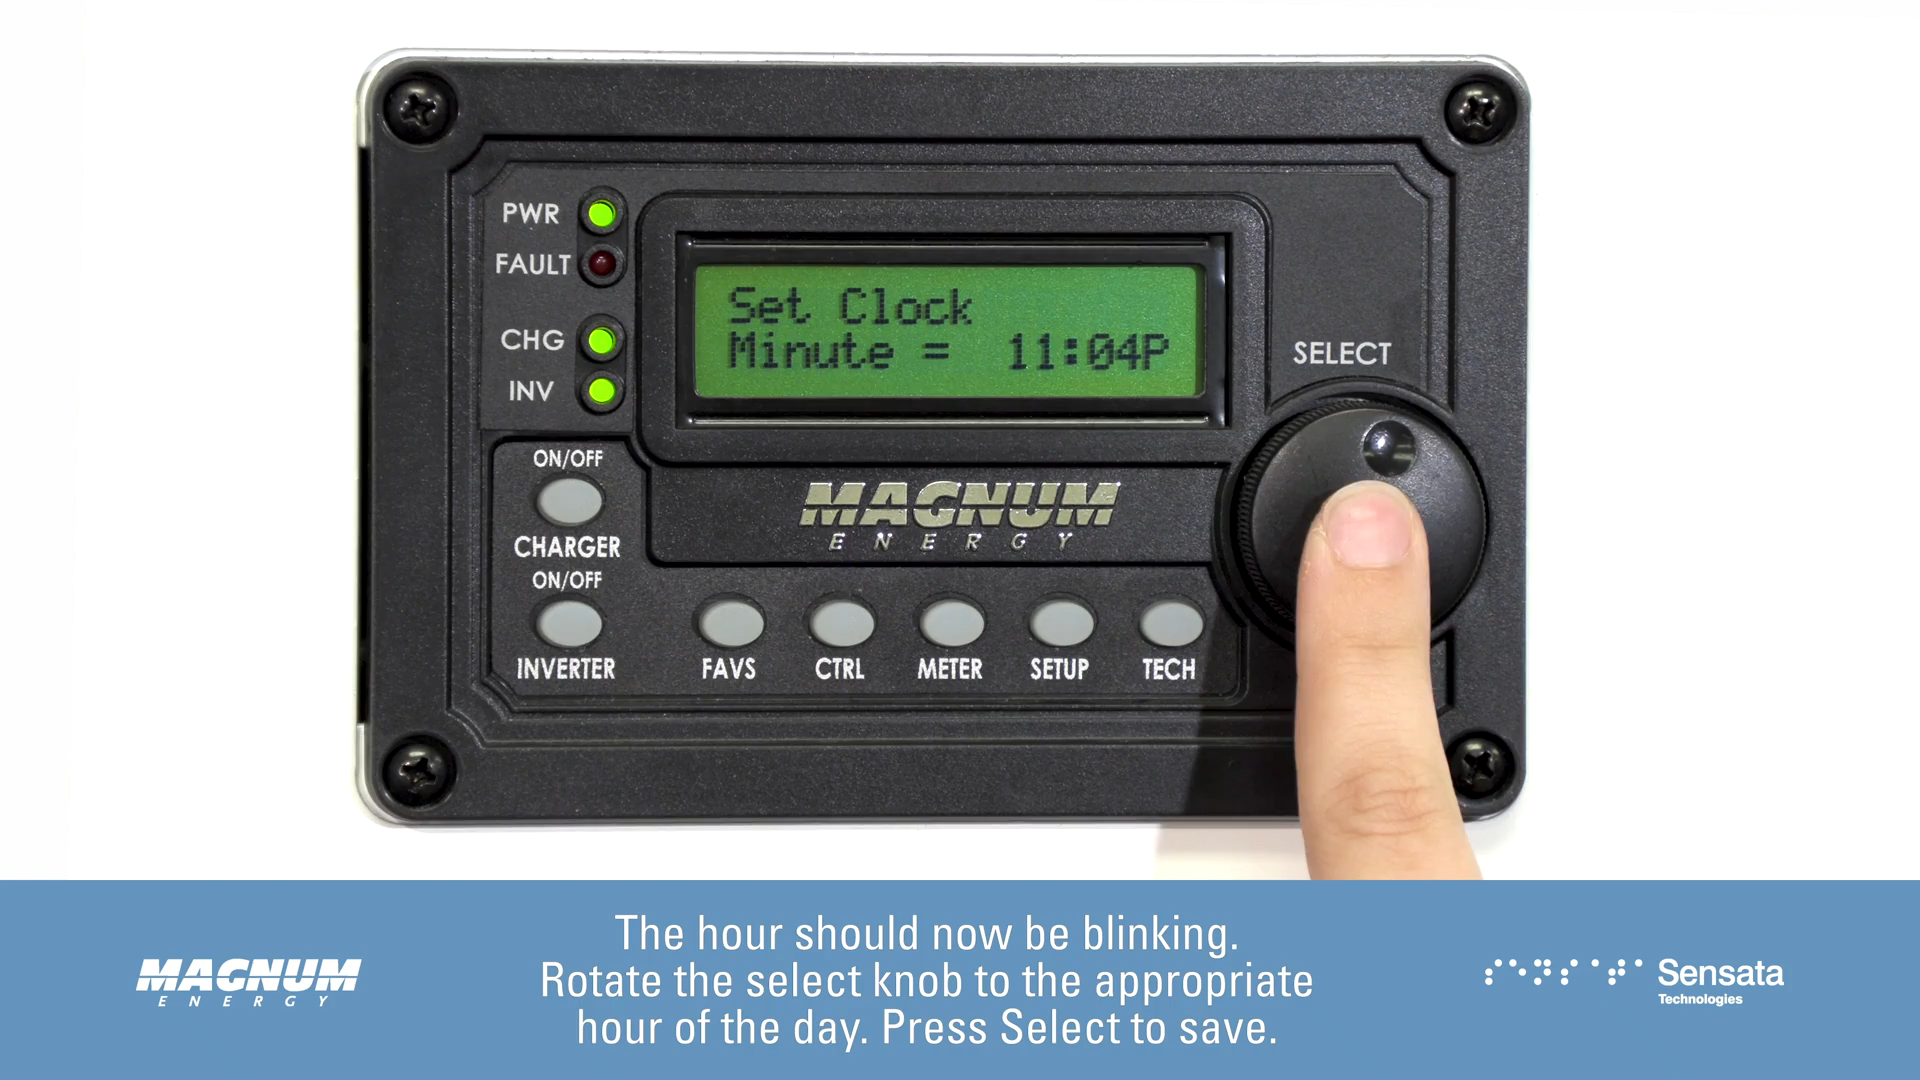 PWR
FAULT
CHG
INV
Set Clock
Minute = 11:04P
SELECT
ON/OFF
CHARGER
ON/OFF
INVERTER
MAGNUM
ENERGY
FAVS
CTRL
METER
SETUP
TECH
MAGNUM
ENERGY
The hour should now be blinking.
Rotate the select knob to the appropriate
hour of the day. Press Select to save.
Sensata
Technologies